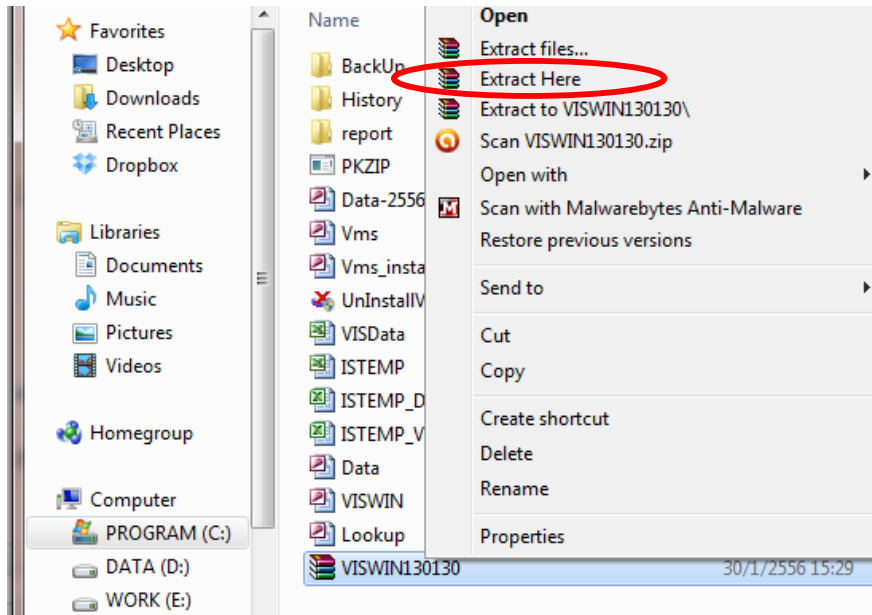 Favorites
Desktop
Downloads
Recent Places
Dropbox
Libraries
Documents
Music
Pictures
Videos
Homegroup
Computer
PROGRAM (C:)
DATA (D:)
WORK (E:)
Name
BackUp
History
report
PKZIP
Data-2556
Vms
Vms_insta
UnInstallV
VISData
ISTEMP
ISTEMP_D
ISTEMP_V
Data
VISWIN
Lookup
VISWIN130130 30/1/2556 15:29
Open
Extract files...
Extract Here
Extract to VISWIN130130\
Scan VISWIN130130.zip
Open with
Scan with Malwarebytes Anti-Malware
Restore previous versions
Send to
Cut
Copy
Create shortcut
Delete
Rename
Properties